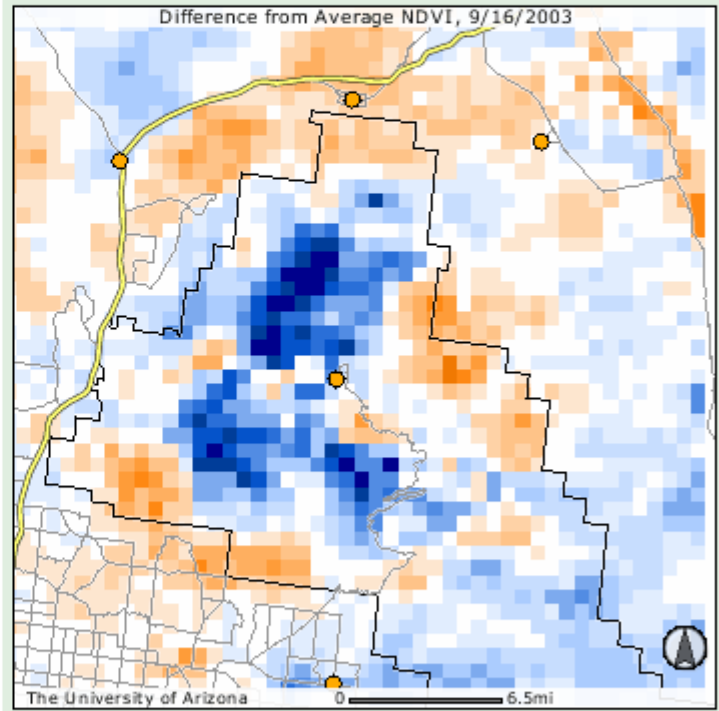 Difference from Average NDVI, 9/16/2003
The University of Arizona 0 6.5mi